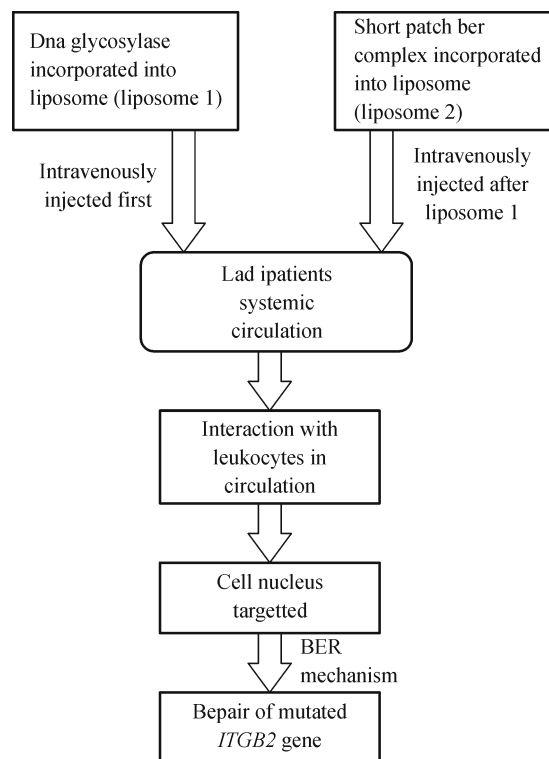 Dna glycosylase
incorporated into
liposome (liposome 1)
Short patch ber
complex incorporated
into liposome
(liposome 2)
Intravenously
injected first
Intravenously
injected after
liposome 1
Lad ipatients
systemic
circulation
Interaction with
leukocytes in
circulation
Cell nucleus
targetted
BER
mechanism
Bepair of mutated
ITGB2 gene